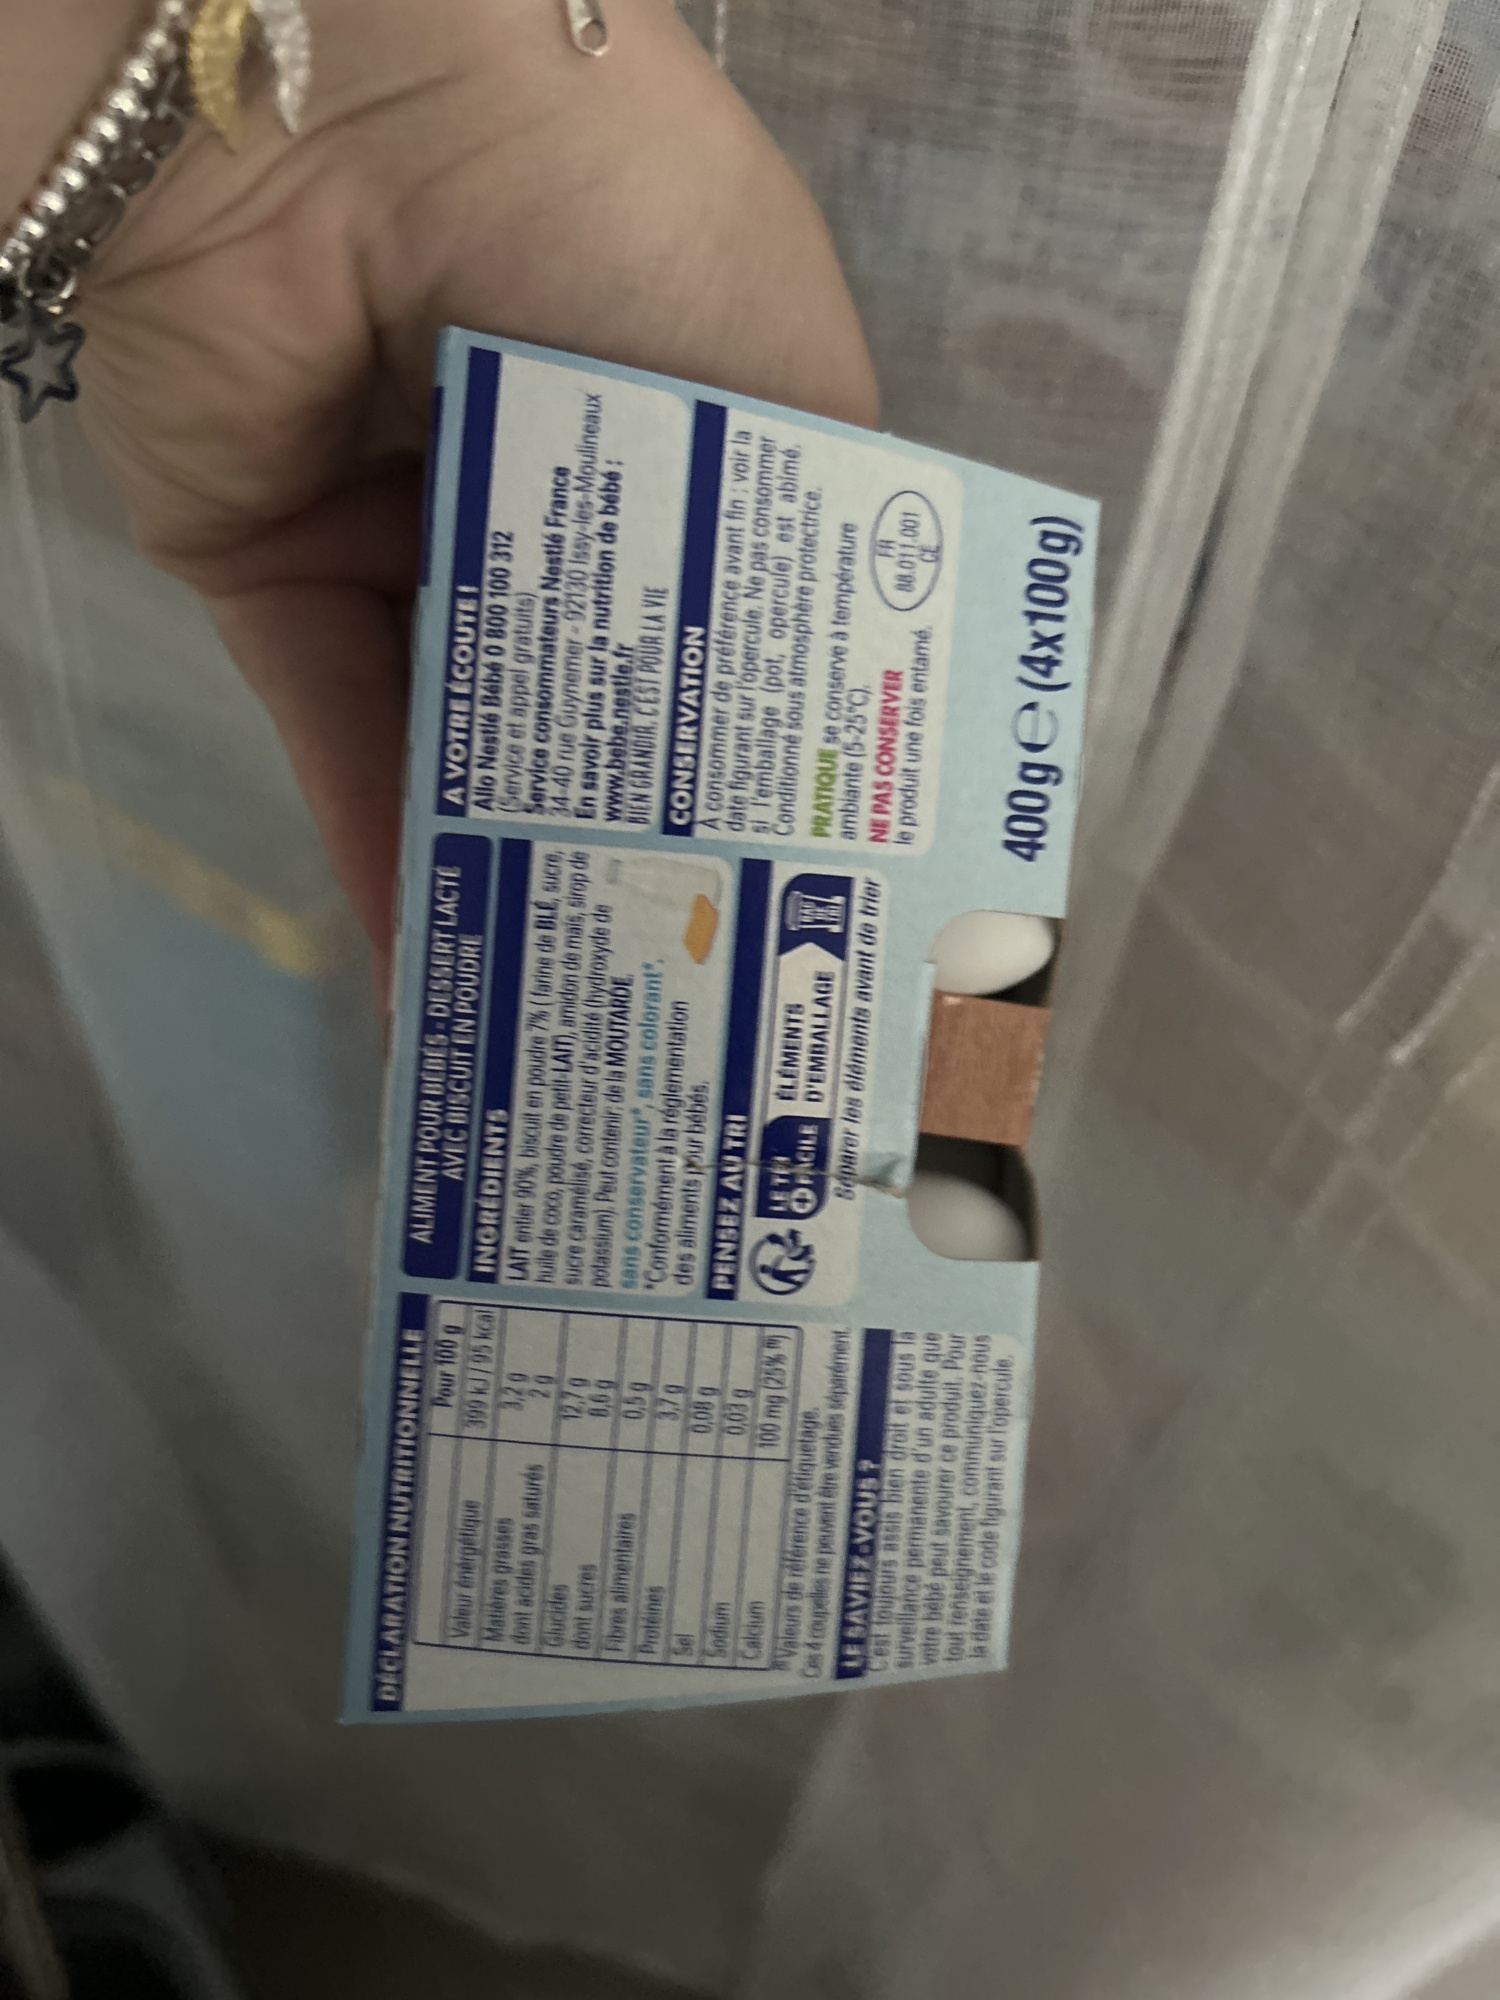 DÉCLARATION NUTRITIONNELLE
Pour 100 g
Valeur énergétique 399 kJ / 95 kcal
Matières grasses 3,2 g
dont acides gras saturés 2 g
Glucides 12,7 g
dont sucres 8,6 g
Fibres alimentaires 0,5 g
Protéines 3,7 g
Sel 0,08 g
Sodium 0,03 g
Calcium 100 mg (25% (1))
(1) Valeurs de référence d'étiquetage.
Ces 4 coupelles ne peuvent être vendues séparément.
LE SAVIEZ-VOUS ?
C'est toujours assis bien droit et sous la
surveillance permanente d'un adulte que
votre bébé peut savourer ce produit. Pour
tout renseignement, communiquez-nous
la date et le code figurant sur l'opercule.
ALIMENT POUR BÉBÉS - DESSERT LACTÉ
AVEC BISCUIT EN POUDRE
INGRÉDIENTS
LAIT entier 90%, biscuit en poudre 7% (farine de BLÉ, sucre,
huile de coco, poudre de petit-LAIT), amidon de maïs, sirop de
sucre caramélisé, correcteur d'acidité (hydroxyde de
potassium). Peut contenir: de la MOUTARDE.
sans conservateur*, sans colorant*.
*Conformément à la réglementation
des aliments pour bébés.
PENSEZ AU TRI
LE TRI
+ FACILE
ÉLÉMENTS
D'EMBALLAGE
BAC
DE
TRI
Séparer les éléments avant de trier
A VOTRE ÉCOUTE !
Allo Nestlé Bébé 0 800 100 312
(Service et appel gratuits)
Service consommateurs Nestlé France
34-40 rue Guynemer - 92130 Issy-les-Moulineaux
En savoir plus sur la nutrition de bébé :
www.bebe.nestle.fr
BIEN GRANDIR, C'EST POUR LA VIE
CONSERVATION
À consommer de préférence avant fin : voir la
date figurant sur l'opercule. Ne pas consommer
si l'emballage (pot, opercule) est abîmé.
Conditionné sous atmosphère protectrice.
PRATIQUE se conserve à température
ambiante (5-25°C).
NE PAS CONSERVER
le produit une fois entamé.
FR
88.011.001
CE
400g e (4x100g)